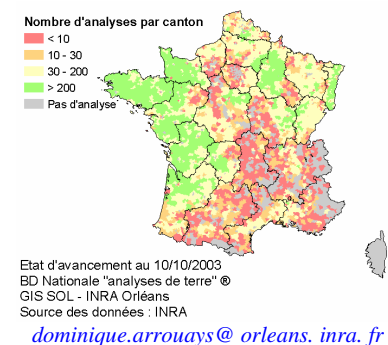 Nombre d'analyses par canton
< 10
10 - 30
30 - 200
> 200
Pas d'analyse
Etat d'avancement au 10/10/2003
BD Nationale "analyses de terre" ®
GIS SOL - INRA Orléans
Source des données : INRA
dominique.arrouays@ orleans. inra. fr